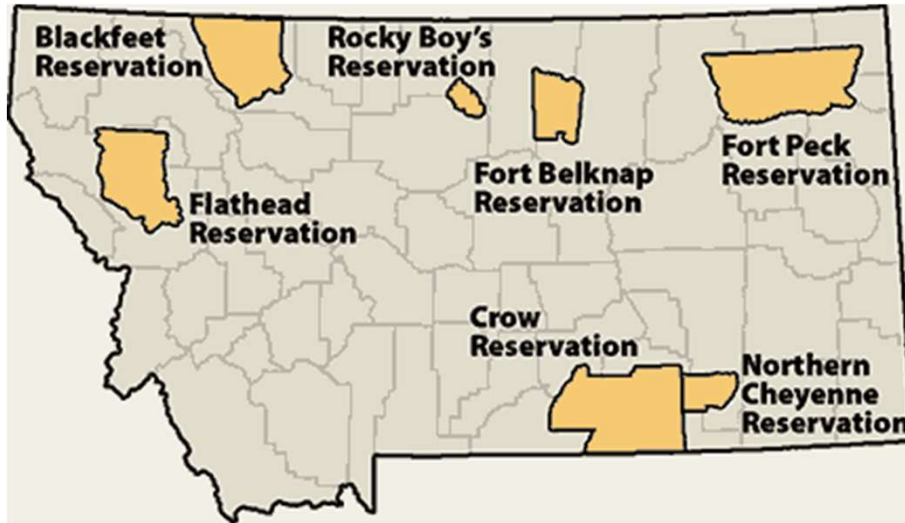 Blackfeet
Reservation
Rocky Boy's
Reservation
Fort Peck
Reservation
Fort Belknap
Reservation
Flathead
Reservation
Crow
Reservation
Northern
Cheyenne
Reservation